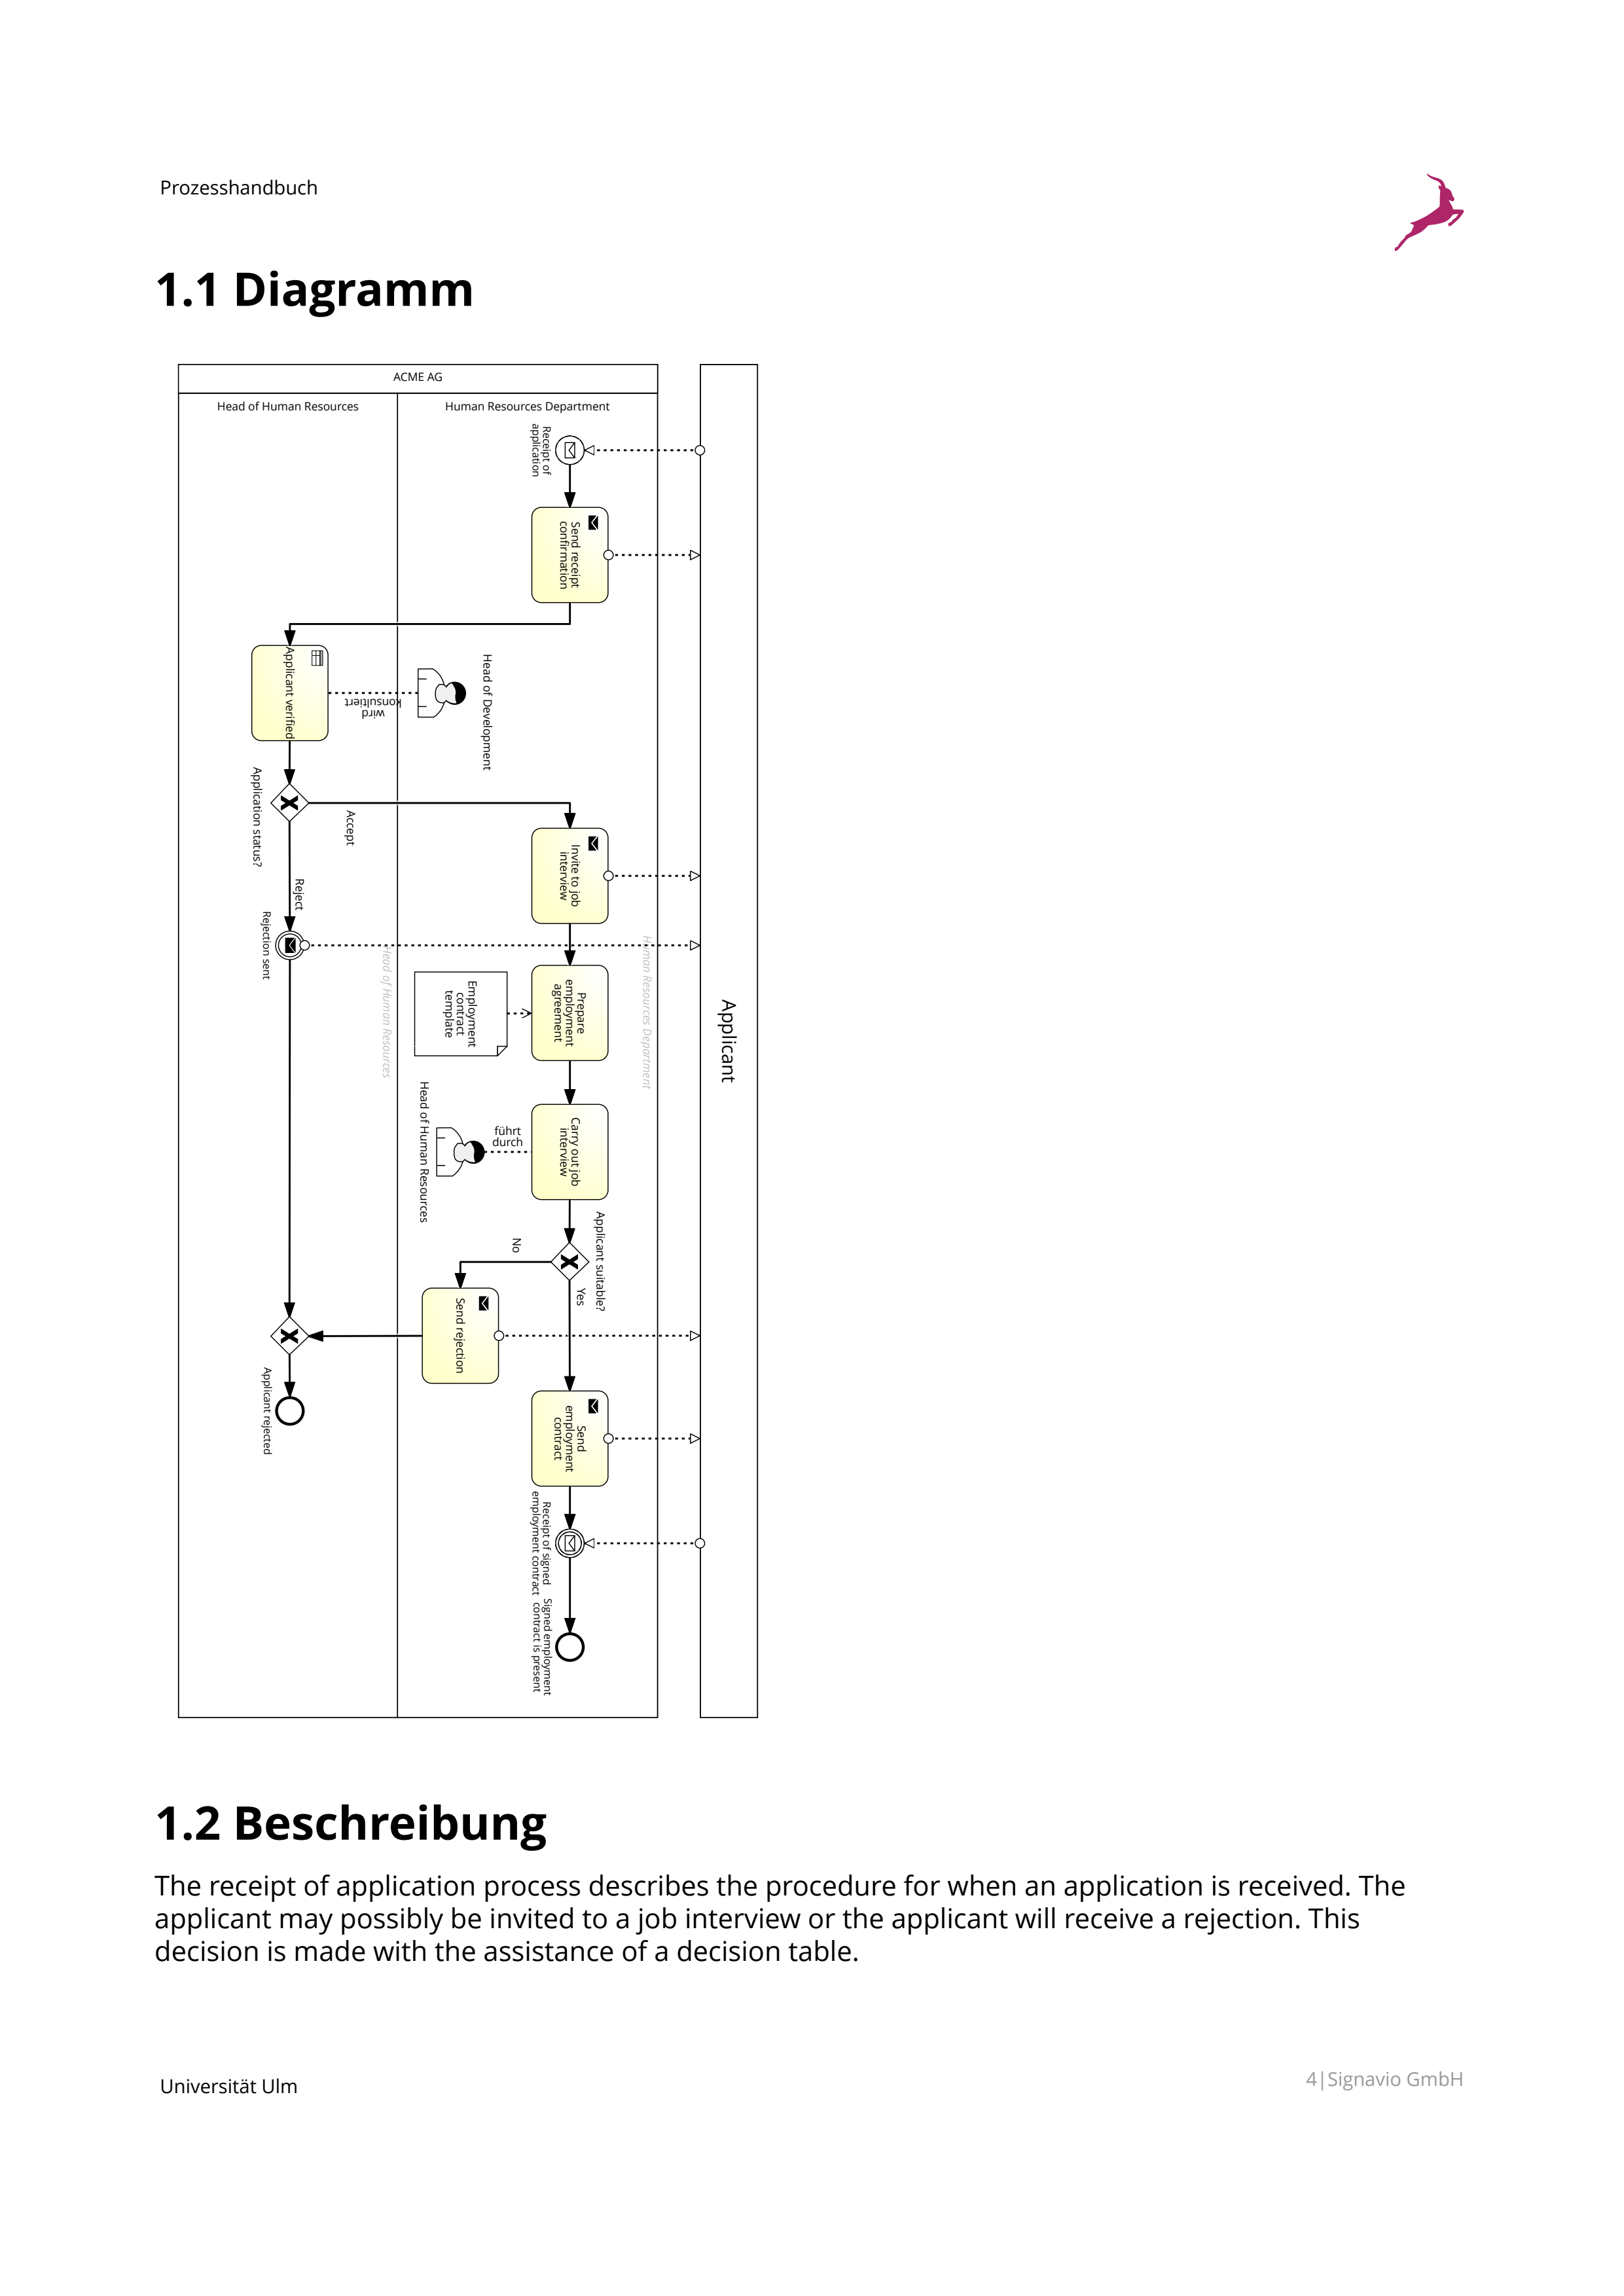 Prozesshandbuch
1.1 Diagramm
ACME AG
Head of Human Resources
Human Resources Department
Applicant
Receipt of
application
Send receipt
confirmation
Applicant verified
wird
konsultiert
Head of Development
Application status?
Accept
Reject
Rejection sent
Invite to job
interview
Head of Human Resources
Human Resources Department
Prepare
employment
agreement
Employment
contract
template
Carry out job
interview
führt
durch
Head of Human Resources
Applicant suitable?
No
Yes
Send rejection
Applicant rejected
Send
employment
contract
Receipt of signed
employment contract
Signed employment
contract is present
1.2 Beschreibung
The receipt of application process describes the procedure for when an application is received. The
applicant may possibly be invited to a job interview or the applicant will receive a rejection. This
decision is made with the assistance of a decision table.
Universität Ulm
4|Signavio GmbH